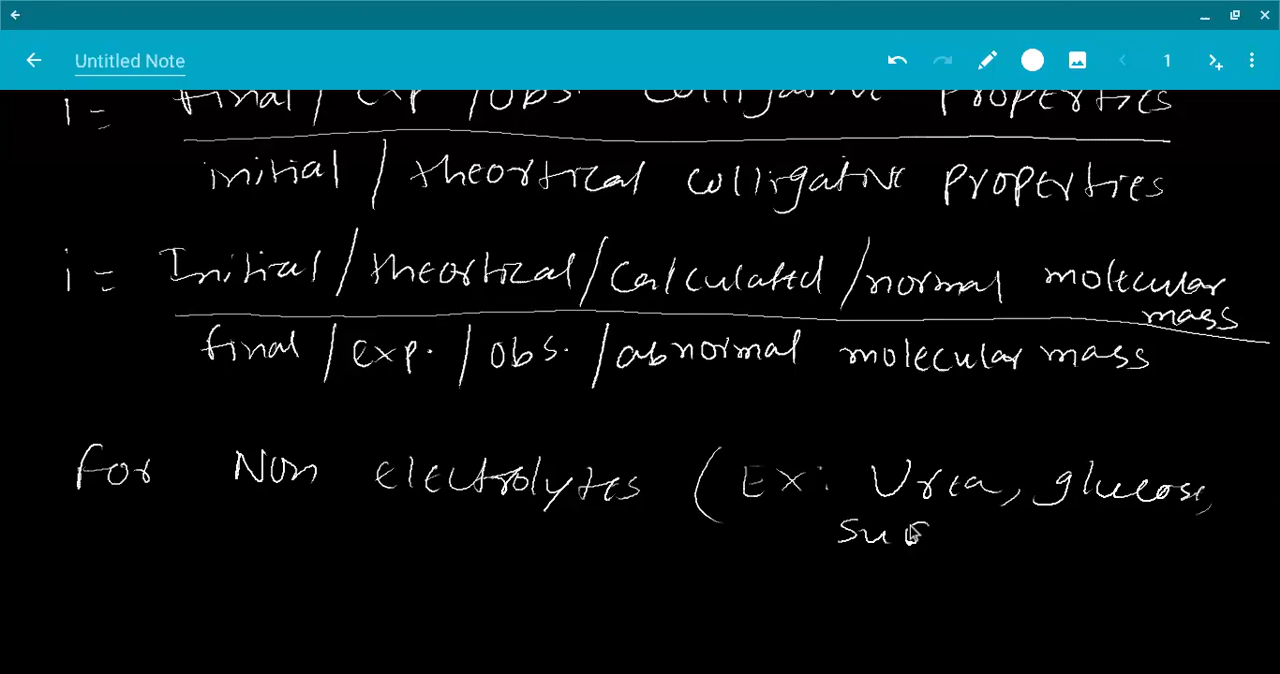 Untitled Note
1
i = final / exp / obs. colligative properties
initial / theortical colligative properties
i = Initial / theortical / calculated / normal molecular mass
final / exp. / obs. / abnormal molecular mass
For Non electrolytes ( Ex: Urea, glucose,
suc